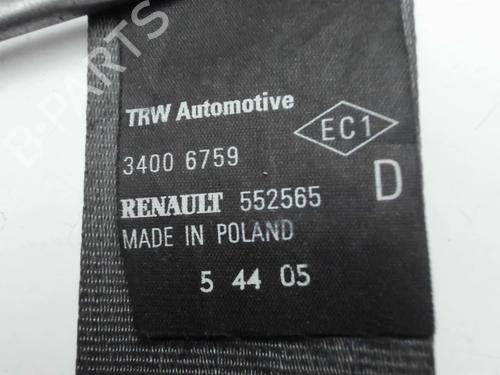 TRW Automotive
EC1
3400 6759
D
RENAULT 552565
MADE IN POLAND
5 44 05
B-PARTS